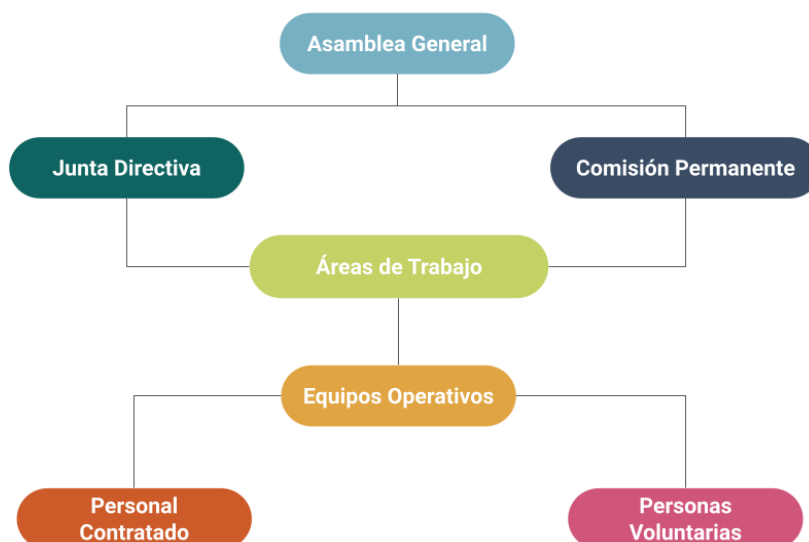 Asamblea General
Junta Directiva
Comisión Permanente
Áreas de Trabajo
Equipos Operativos
Personal
Contratado
Personas
Voluntarias